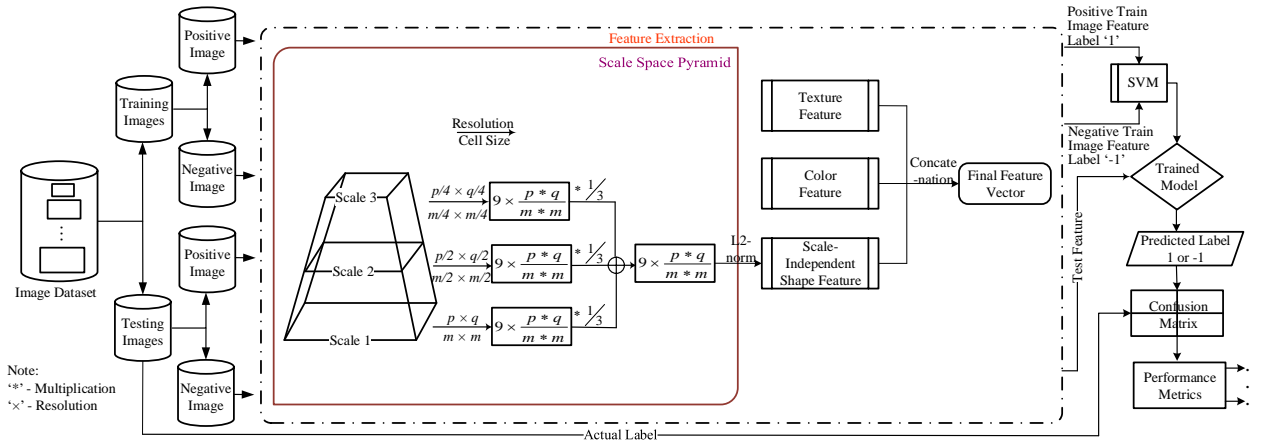 Positive
Image
Training
Images
Negative
Image
Image Dataset
Positive
Image
Testing
Images
Negative
Image
Note:
‘*’ - Multiplication
‘×’ - Resolution
Feature Extraction
Scale Space Pyramid
Resolution
Cell Size
Scale 3
Scale 2
Scale 1
p/4 × q/4
m/4 × m/4
9 × p * q
m * m
* 1/3
p/2 × q/2
m/2 × m/2
9 × p * q
m * m
* 1/3
p × q
m × m
9 × p * q
m * m
* 1/3
9 × p * q
m * m
L2-
norm
Texture
Feature
Color
Feature
Scale-
Independent
Shape Feature
Concate
-nation
Final Feature
Vector
Positive Train
Image Feature
Label ‘1’
SVM
Negative Train
Image Feature
Label ‘-1’
Trained
Model
Test Feature
Predicted Label
1 or -1
Confusion
Matrix
Performance
Metrics
Actual Label